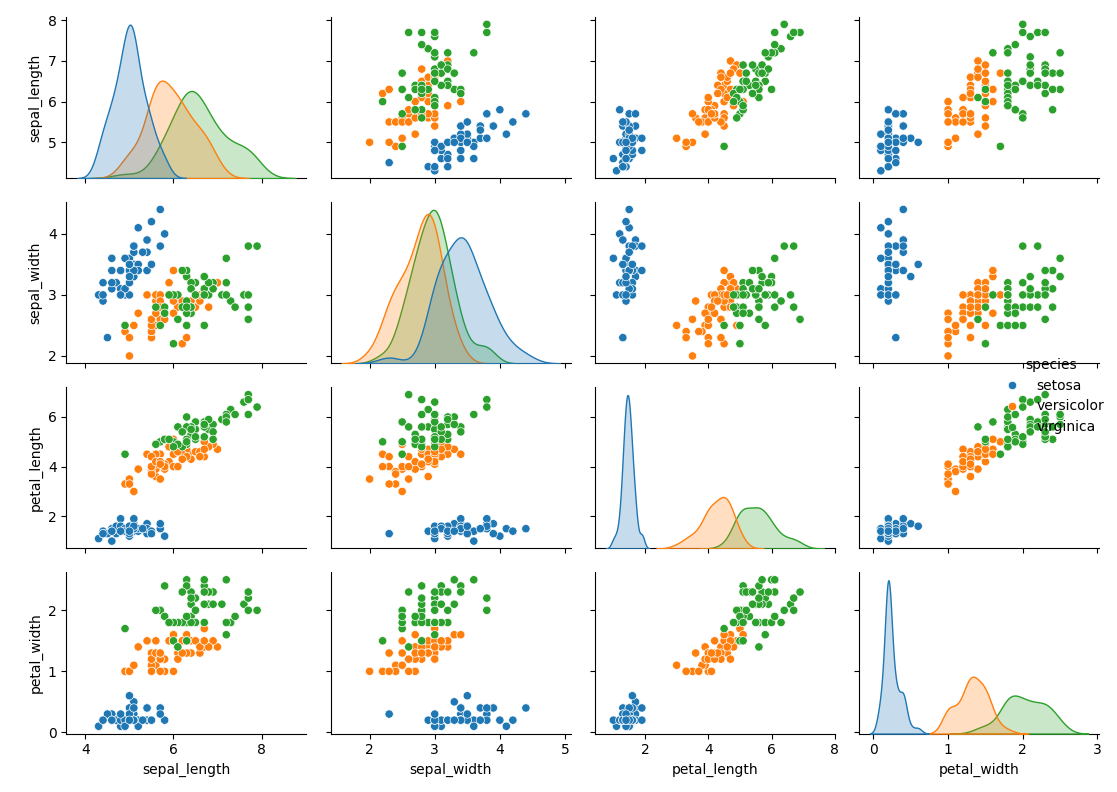 8
7
6
5
sepal_length
4
3
2
sepal_width
species
setosa
versicolor
virginica
6
4
2
petal_length
2
1
0
petal_width
4 6 8
2 3 4 5
2 4 6 8
0 1 2 3
sepal_length
sepal_width
petal_length
petal_width